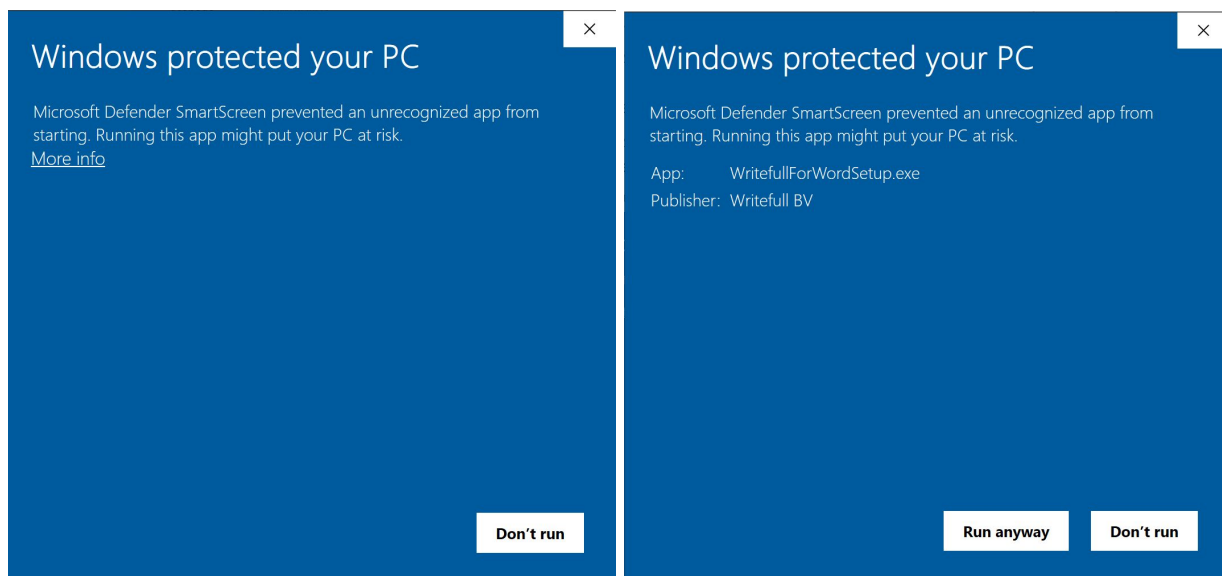 Windows protected your PC
Microsoft Defender SmartScreen prevented an unrecognized app from
starting. Running this app might put your PC at risk.
More info
Don't run
Windows protected your PC
Microsoft Defender SmartScreen prevented an unrecognized app from
starting. Running this app might put your PC at risk.
App: WritefullForWordSetup.exe
Publisher: Writefull BV
Run anyway Don't run